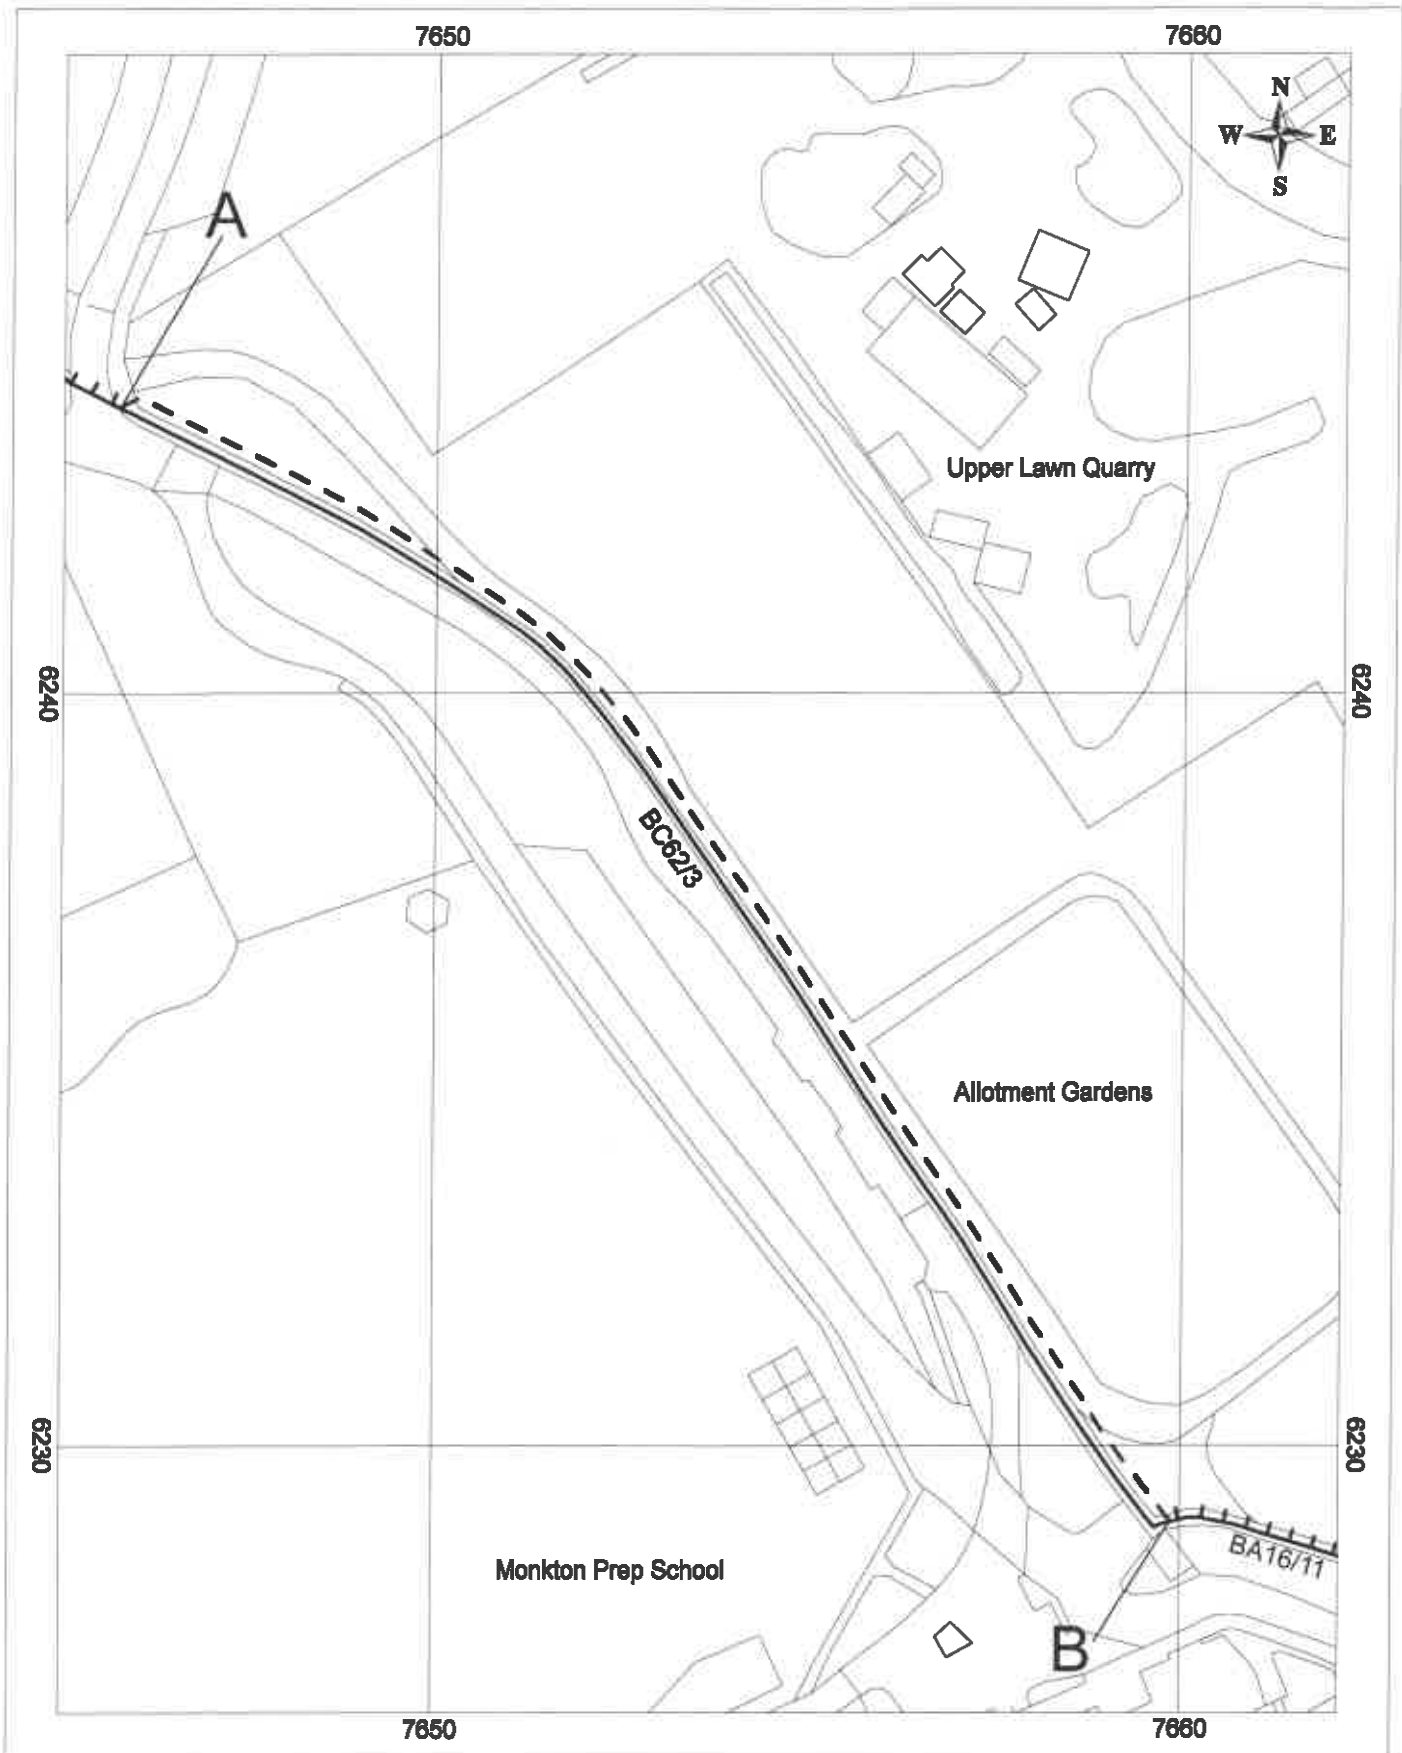 7650
7660
N
W E
S
A
Upper Lawn Quarry
6240
6240
BC62/3
Allotment Gardens
6230
6230
BA16/11
Monkton Prep School
B
7650
7660